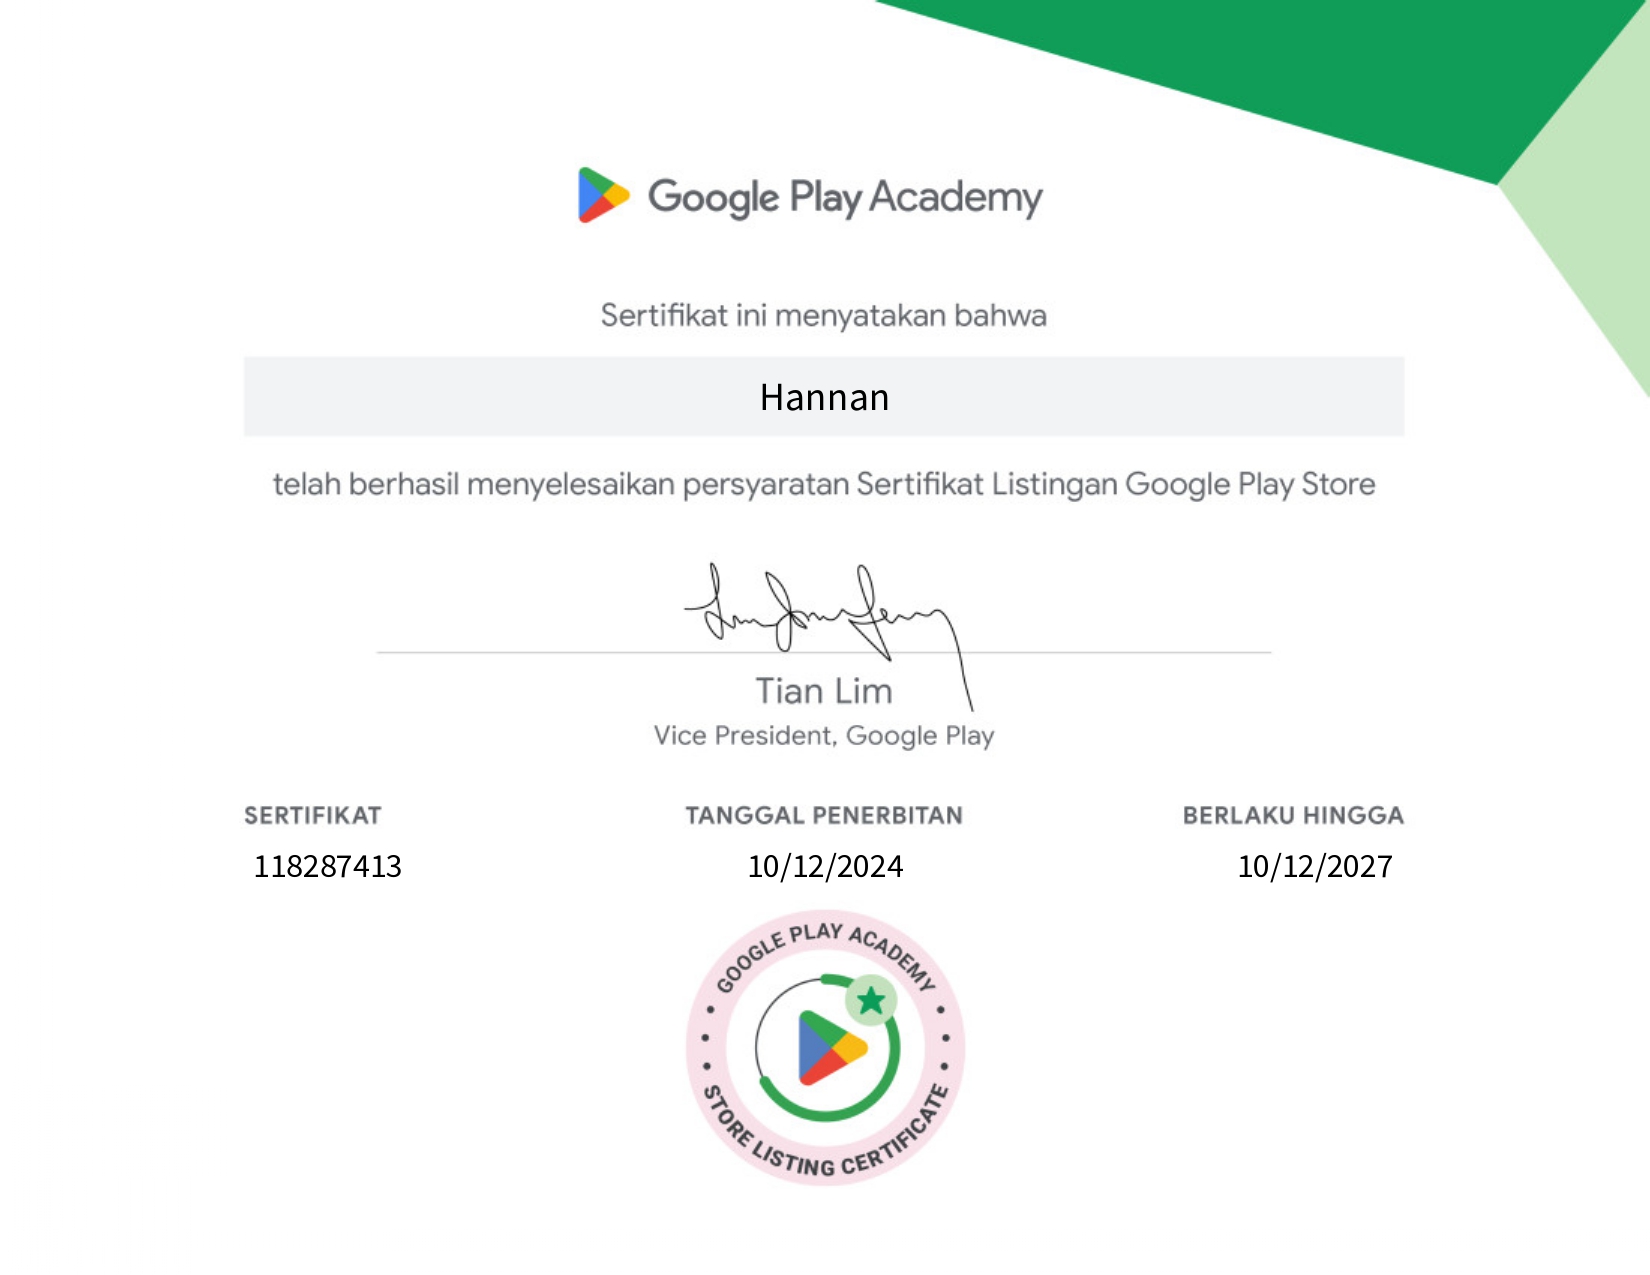 Google Play Academy
Sertifikat ini menyatakan bahwa
Hannan
telah berhasil menyelesaikan persyaratan Sertifikat Listingan Google Play Store
Tian Lim
Vice President, Google Play
SERTIFIKAT
TANGGAL PENERBITAN
BERLAKU HINGGA
118287413
10/12/2024
10/12/2027
GOOGLE PLAY ACADEMY
STORE LISTING CERTIFICATE